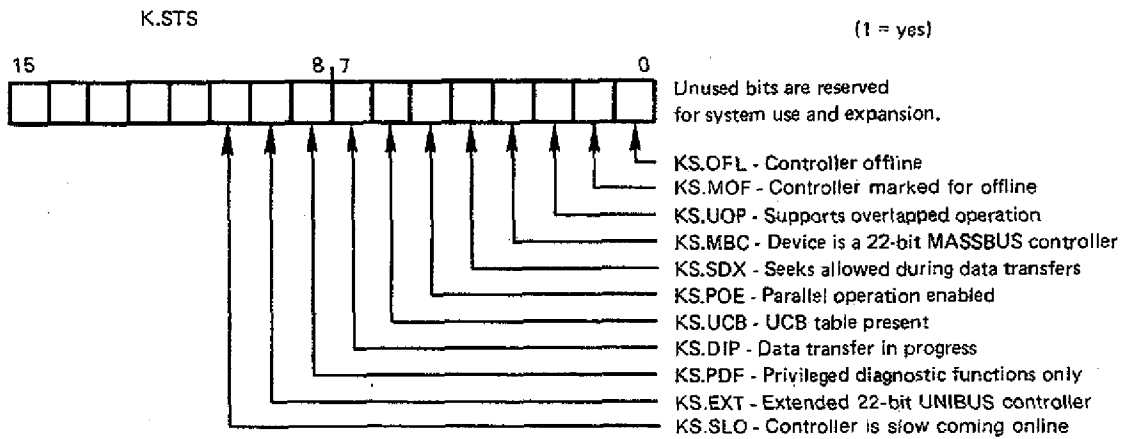 K.STS
(1 = yes)
15 8 7 0
Unused bits are reserved
for system use and expansion.
KS.OFL - Controller offline
KS.MOF - Controller marked for offline
KS.UOP - Supports overlapped operation
KS.MBC - Device is a 22-bit MASSBUS controller
KS.SDX - Seeks allowed during data transfers
KS.POE - Parallel operation enabled
KS.UCB - UCB table present
KS.DIP - Data transfer in progress
KS.PDF - Privileged diagnostic functions only
KS.EXT - Extended 22-bit UNIBUS controller
KS.SLO - Controller is slow coming online